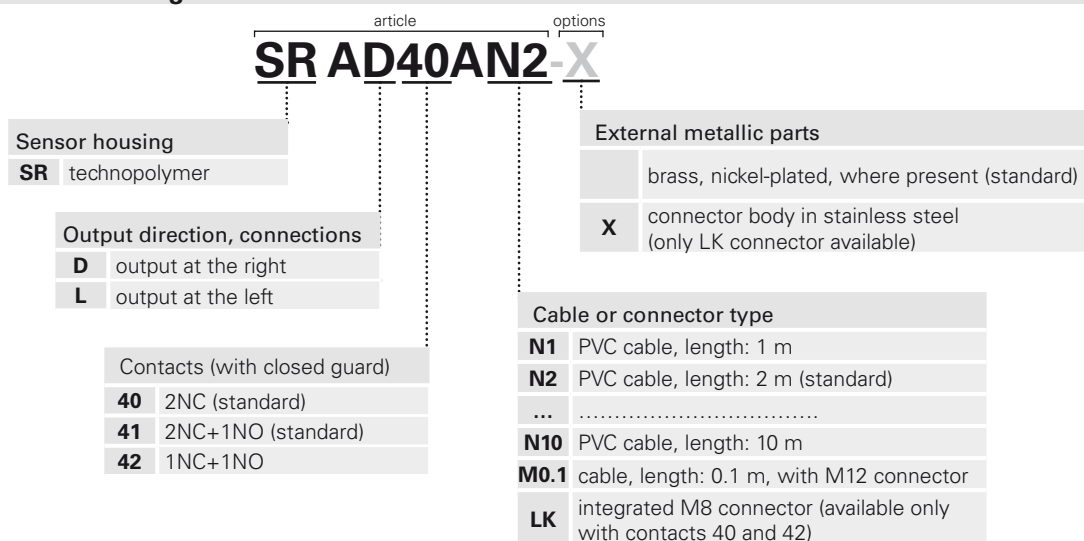 article options
SR AD40AN2-X
Sensor housing
SR technopolymer
Output direction, connections
D output at the right
L output at the left
Contacts (with closed guard)
40 2NC (standard)
41 2NC+1NO (standard)
42 1NC+1NO
External metallic parts
brass, nickel-plated, where present (standard)
X connector body in stainless steel
(only LK connector available)
Cable or connector type
N1 PVC cable, length: 1 m
N2 PVC cable, length: 2 m (standard)
… ……………………………
N10 PVC cable, length: 10 m
M0.1 cable, length: 0.1 m, with M12 connector
LK integrated M8 connector (available only
with contacts 40 and 42)